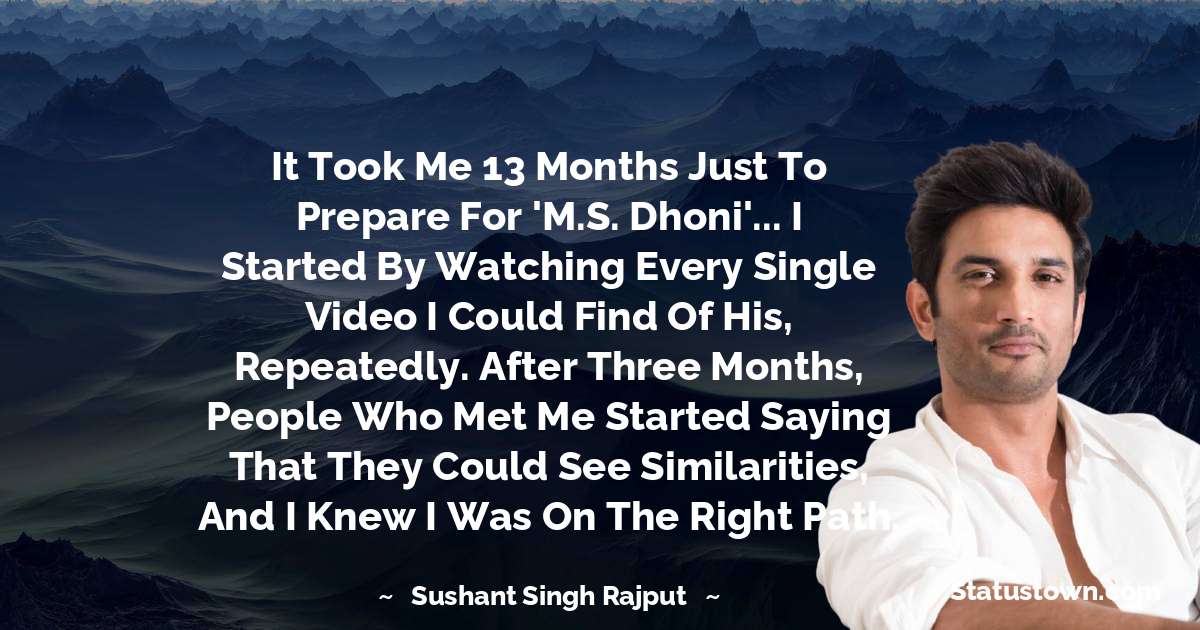 It Took Me 13 Months Just To
Prepare For 'M.S. Dhoni'... I
Started By Watching Every Single
Video I Could Find Of His,
Repeatedly. After Three Months,
People Who Met Me Started Saying
That They Could See Similarities,
And I Knew I Was On The Right Path.
~ Sushant Singh Rajput ~
Statustown.com